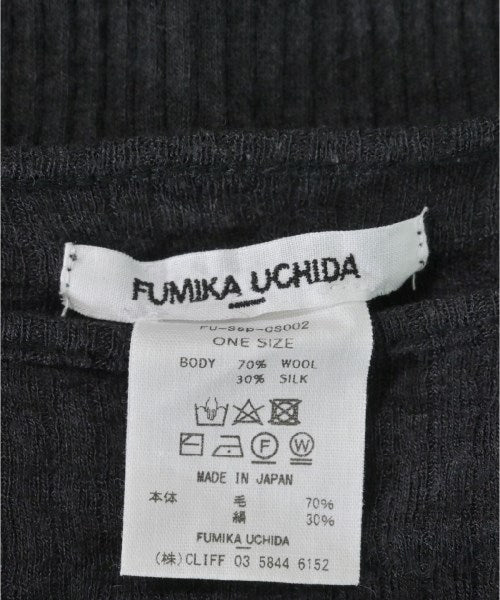 FUMIKA UCHIDA
ONE SIZE
BODY 70% WOOL
30% SILK
F W
MADE IN JAPAN
本体 毛 70%
絹 30%
FUMIKA UCHIDA
(株)CLIFF 03 5844 6152